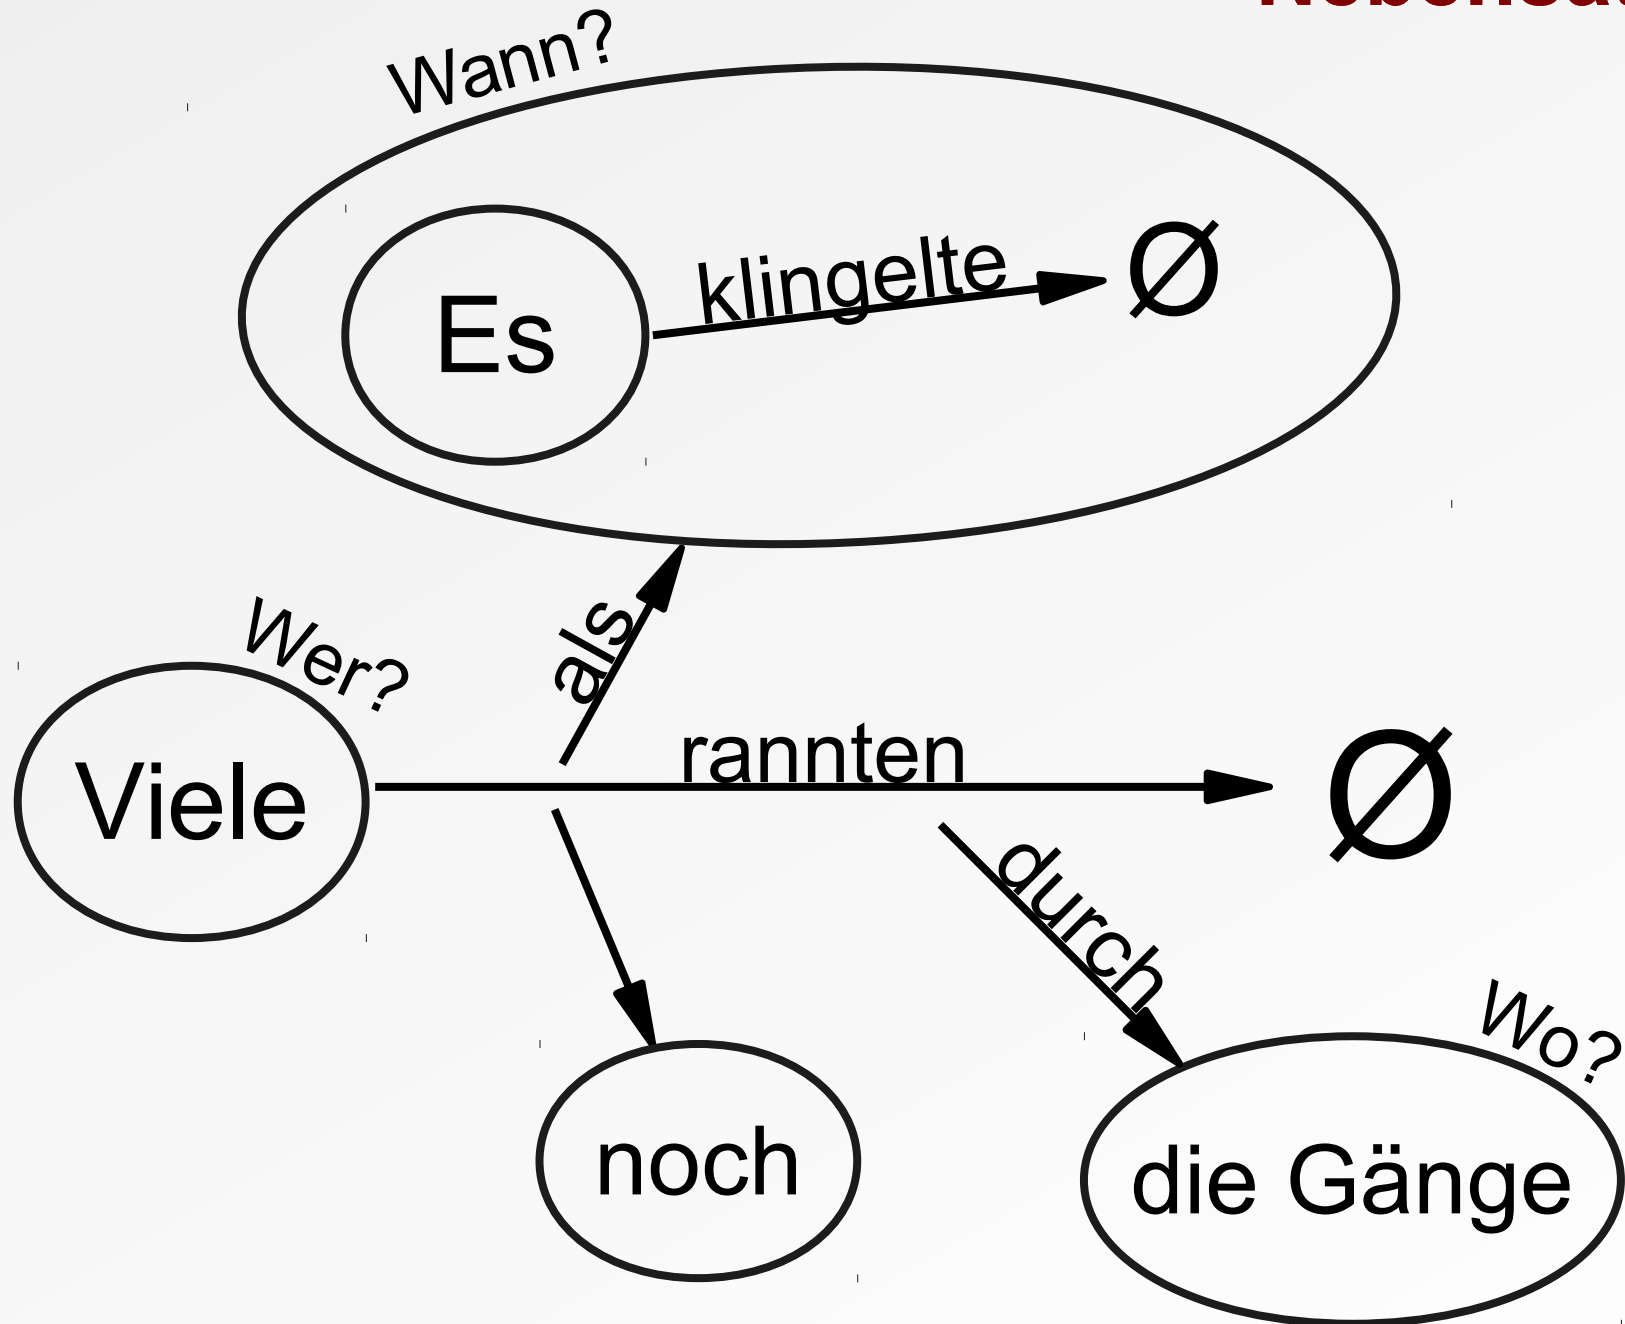 Wann?
Es
klingelte
Ø
als
Wer?
Viele
rannten
Ø
durch
noch
Wo?
die Gänge